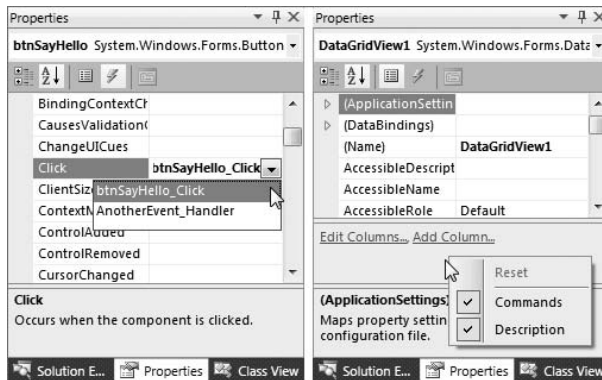 Properties
btnSayHello System.Windows.Forms.Button
BindingContextCh
CausesValidation
ChangeUICues
Click btnSayHello_Click
ClientSiz btnSayHello_Click
ContextM AnotherEvent_Handler
ControlAdded
ControlRemoved
CursorChanged
Click
Occurs when the component is clicked.
Solution E... Properties Class View
Properties
DataGridView1 System.Windows.Forms.Data
(ApplicationSettin
(DataBindings)
(Name) DataGridView1
AccessibleDescript
AccessibleName
AccessibleRole Default
Edit Columns..., Add Column...
Reset
Commands
Description
(ApplicationSettings)
Maps property settin
configuration file.
Solution E... Properties Class View